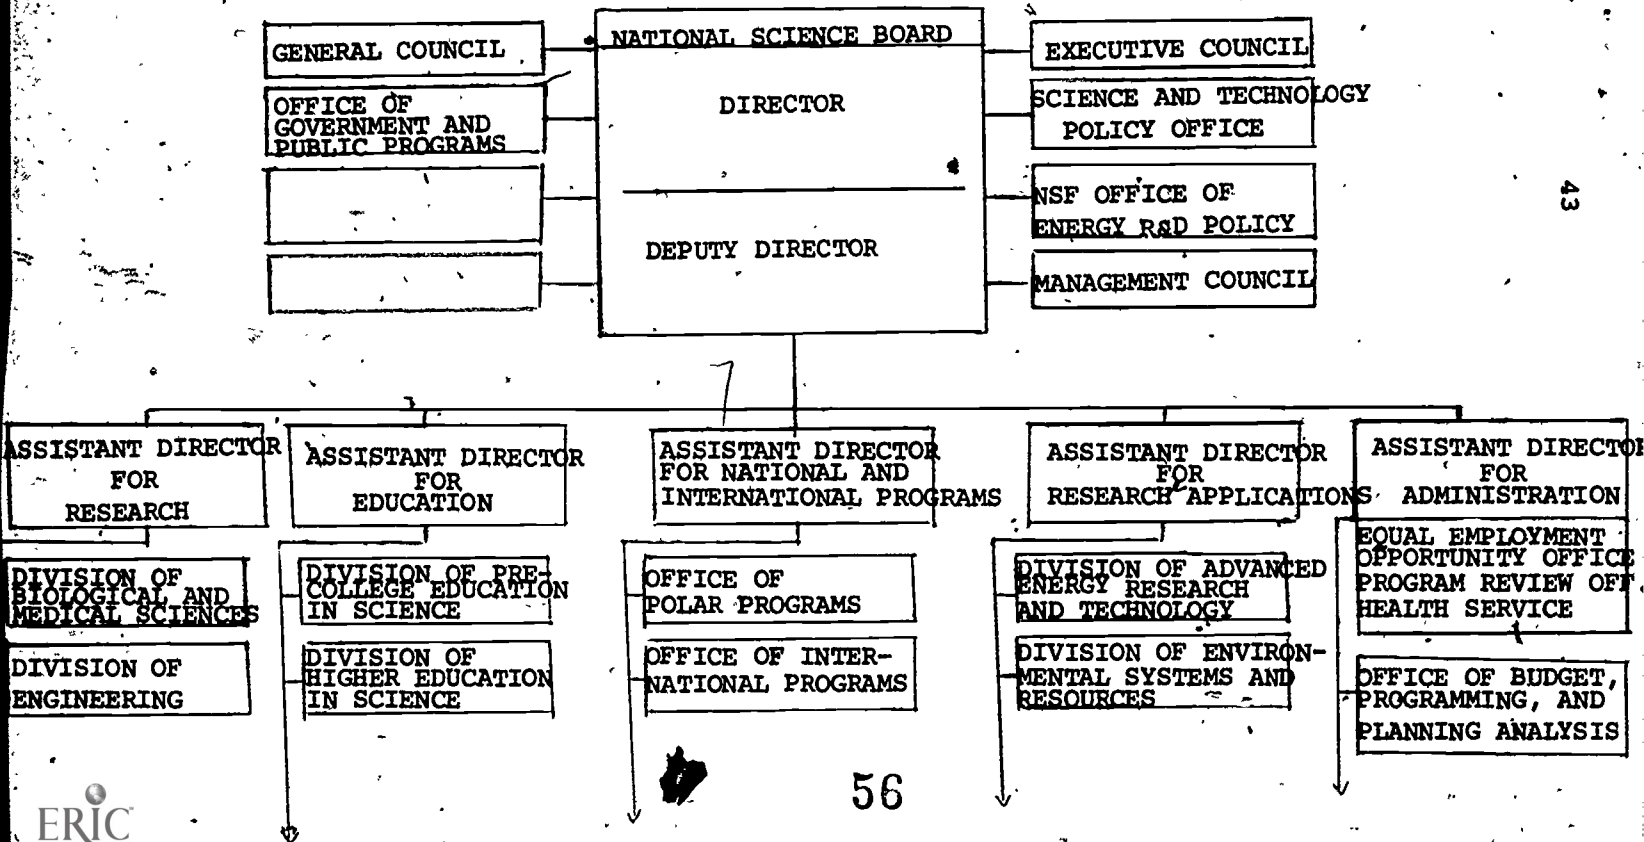 NATIONAL SCIENCE BOARD
DIRECTOR
DEPUTY DIRECTOR
GENERAL COUNCIL
OFFICE OF
GOVERNMENT AND
PUBLIC PROGRAMS
EXECUTIVE COUNCIL
SCIENCE AND TECHNOLOGY
POLICY OFFICE
NSF OFFICE OF
ENERGY R&D POLICY
MANAGEMENT COUNCIL
43
ASSISTANT DIRECTOR
FOR
RESEARCH
DIVISION OF
BIOLOGICAL AND
MEDICAL SCIENCES
DIVISION OF
ENGINEERING
ASSISTANT DIRECTOR
FOR
EDUCATION
DIVISION OF PRE-
COLLEGE EDUCATION
IN SCIENCE
DIVISION OF
HIGHER EDUCATION
IN SCIENCE
ASSISTANT DIRECTOR
FOR NATIONAL AND
INTERNATIONAL PROGRAMS
OFFICE OF
POLAR PROGRAMS
OFFICE OF INTER-
NATIONAL PROGRAMS
ASSISTANT DIRECTOR
FOR
RESEARCH APPLICATIONS
DIVISION OF ADVANCED
ENERGY RESEARCH
AND TECHNOLOGY
DIVISION OF ENVIRON-
MENTAL SYSTEMS AND
RESOURCES
ASSISTANT DIRECTOR
FOR
ADMINISTRATION
EQUAL EMPLOYMENT
OPPORTUNITY OFFICE
PROGRAM REVIEW OFF.
HEALTH SERVICE
OFFICE OF BUDGET,
PROGRAMMING, AND
PLANNING ANALYSIS
56
ERIC